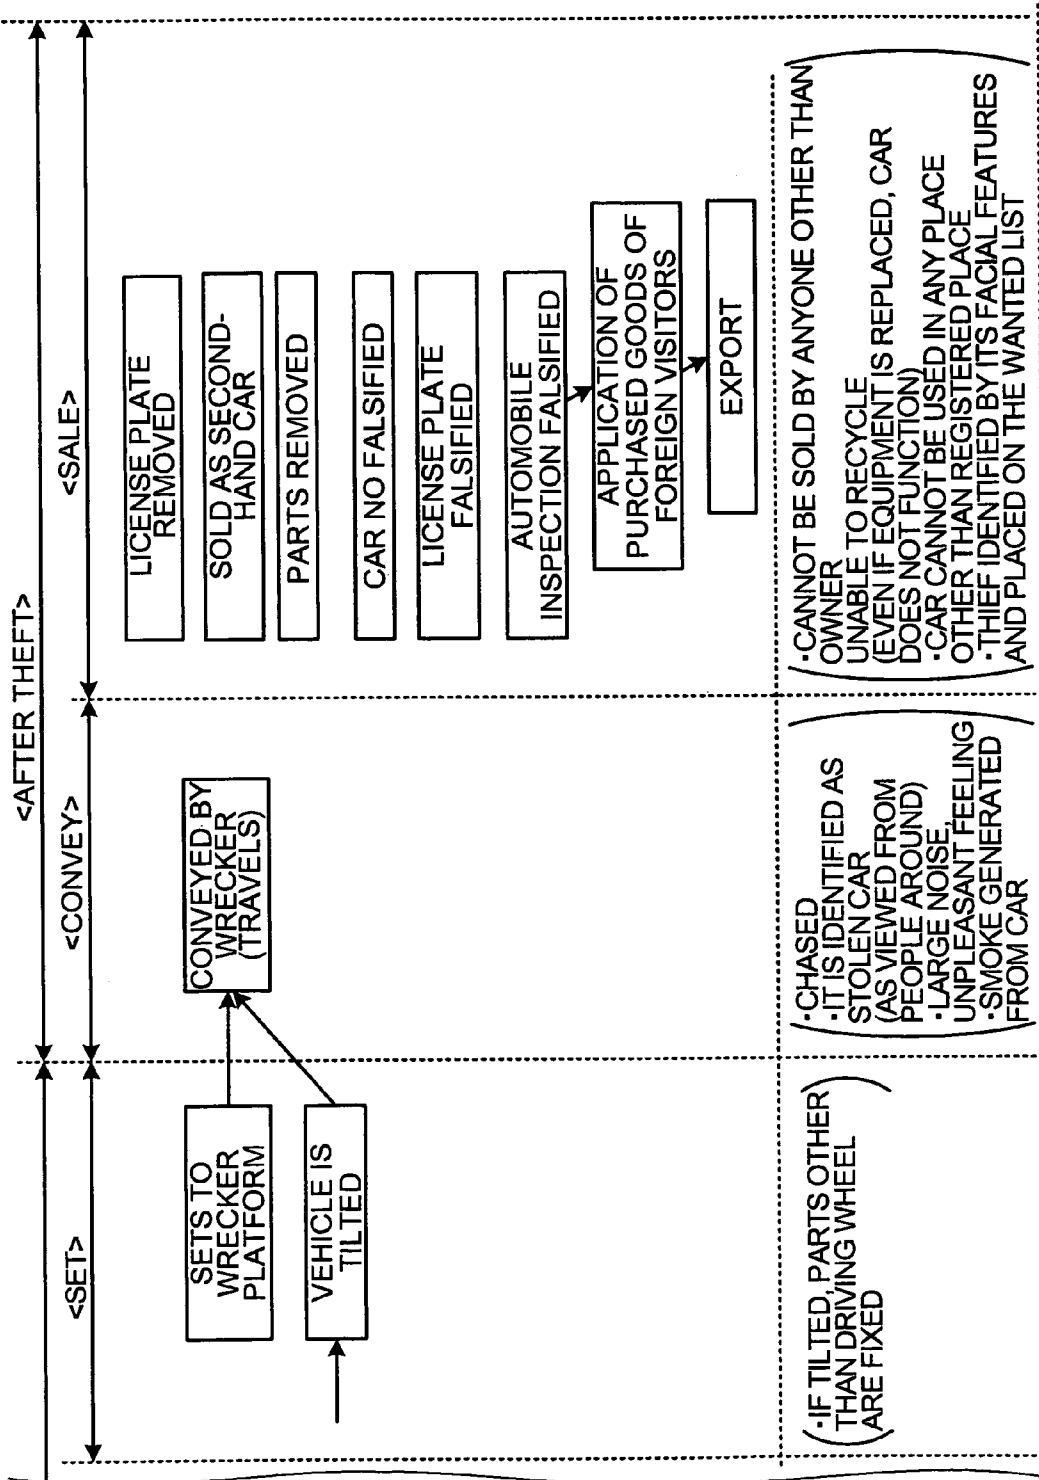 <AFTER THEFT>
<SET>
<CONVEY>
<SALE>
SETS TO
WRECKER
PLATFORM
VEHICLE IS
TILTED
CONVEYED BY
WRECKER
(TRAVELS)
LICENSE PLATE
REMOVED
SOLD AS SECOND-
HAND CAR
PARTS REMOVED
CAR NO FALSIFIED
LICENSE PLATE
FALSIFIED
AUTOMOBILE
INSPECTION FALSIFIED
APPLICATION OF
PURCHASED GOODS OF
FOREIGN VISITORS
EXPORT
・IF TILTED, PARTS OTHER
THAN DRIVING WHEEL
ARE FIXED
・CHASED
・IT IS IDENTIFIED AS
STOLEN CAR
(AS VIEWED FROM
PEOPLE AROUND)
・LARGE NOISE,
UNPLEASANT FEELING
・SMOKE GENERATED
FROM CAR
・CANNOT BE SOLD BY ANYONE OTHER THAN
OWNER
UNABLE TO RECYCLE
(EVEN IF EQUIPMENT IS REPLACED, CAR
DOES NOT FUNCTION)
・CAR CANNOT BE USED IN ANY PLACE
OTHER THAN REGISTERED PLACE
・THIEF IDENTIFIED BY ITS FACIAL FEATURES
AND PLACED ON THE WANTED LIST